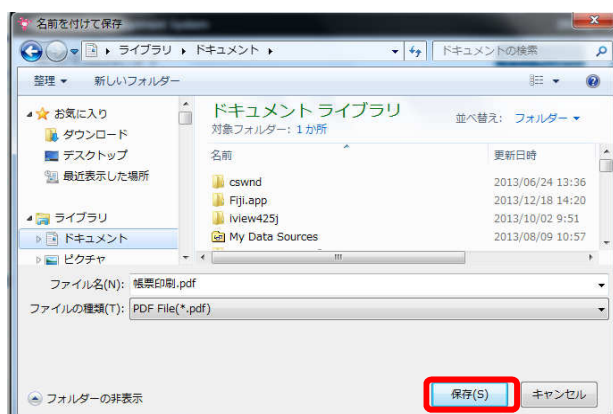 名前を付けて保存
ライブラリ ドキュメント
ドキュメントの検索
整理 新しいフォルダー
お気に入り
ダウンロード
デスクトップ
最近表示した場所
ライブラリ
ドキュメント
ピクチャ
ドキュメント ライブラリ
対象フォルダー: 1 か所
並べ替え: フォルダー
名前 更新日時
cswnd 2013/06/24 13:36
Fiji.app 2013/12/18 14:20
iview425j 2013/10/02 9:51
My Data Sources 2013/08/09 10:57
ファイル名(N): 帳票印刷.pdf
ファイルの種類(T): PDF File(*.pdf)
フォルダーの非表示
保存(S) キャンセル